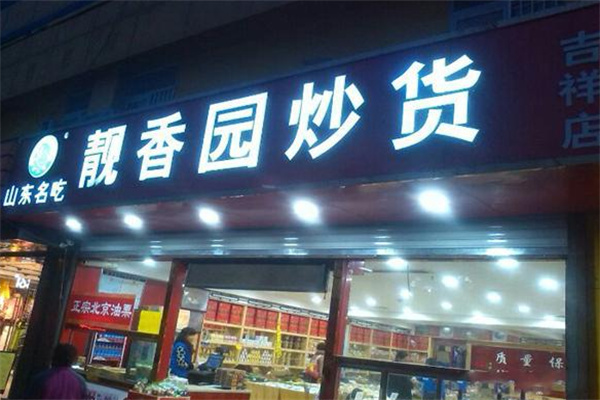 靓香园炒货
山东名吃
吉祥店
正宗北京油栗
质量保